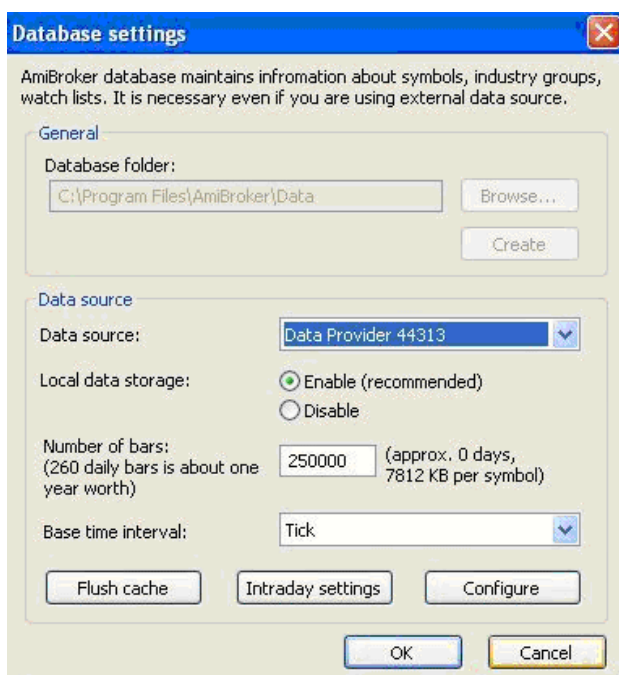 Database settings
AmiBroker database maintains infromation about symbols, industry groups,
watch lists. It is necessary even if you are using external data source.
General
Database folder:
C:\Program Files\AmiBroker\Data
Browse...
Create
Data source
Data source:
Data Provider 44313
Local data storage:
Enable (recommended)
Disable
Number of bars:
(260 daily bars is about one
year worth)
250000
(approx. 0 days,
7812 KB per symbol)
Base time interval:
Tick
Flush cache
Intraday settings
Configure
OK
Cancel